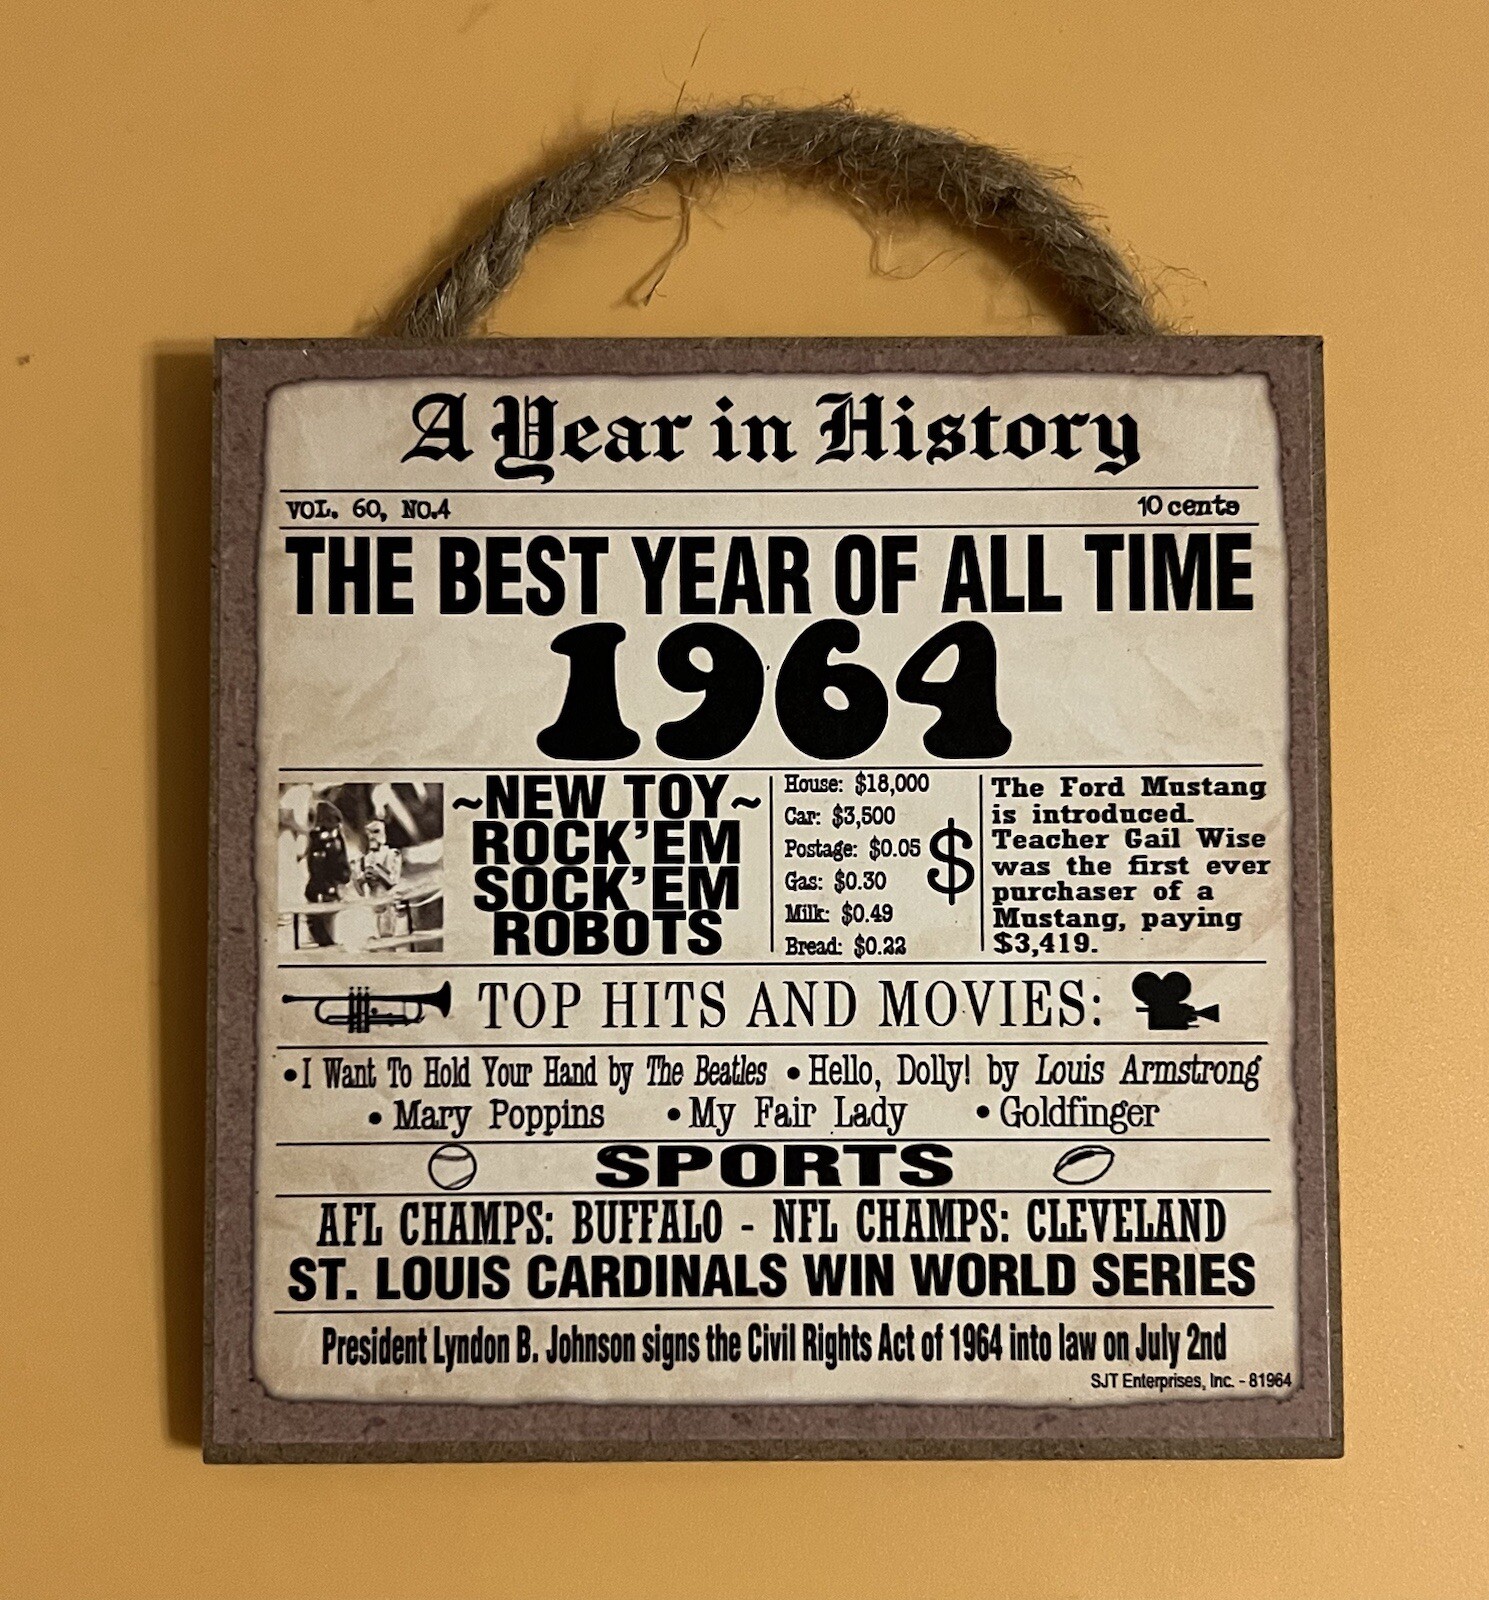 A Year in History
VOL. 60, NO.4 10 cents
THE BEST YEAR OF ALL TIME
1964
~NEW TOY~
ROCK'EM
SOCK'EM
ROBOTS
House: $18,000
Car: $3,500
Postage: $0.05
Gas: $0.30
Milk: $0.49
Bread: $0.22
$
The Ford Mustang
is introduced.
Teacher Gail Wise
was the first ever
purchaser of a
Mustang, paying
$3,419.
TOP HITS AND MOVIES:
•I Want To Hold Your Hand by The Beatles •Hello, Dolly! by Louis Armstrong
•Mary Poppins •My Fair Lady •Goldfinger
SPORTS
AFL CHAMPS: BUFFALO - NFL CHAMPS: CLEVELAND
ST. LOUIS CARDINALS WIN WORLD SERIES
President Lyndon B. Johnson signs the Civil Rights Act of 1964 into law on July 2nd
SJT Enterprises, Inc. - 81964